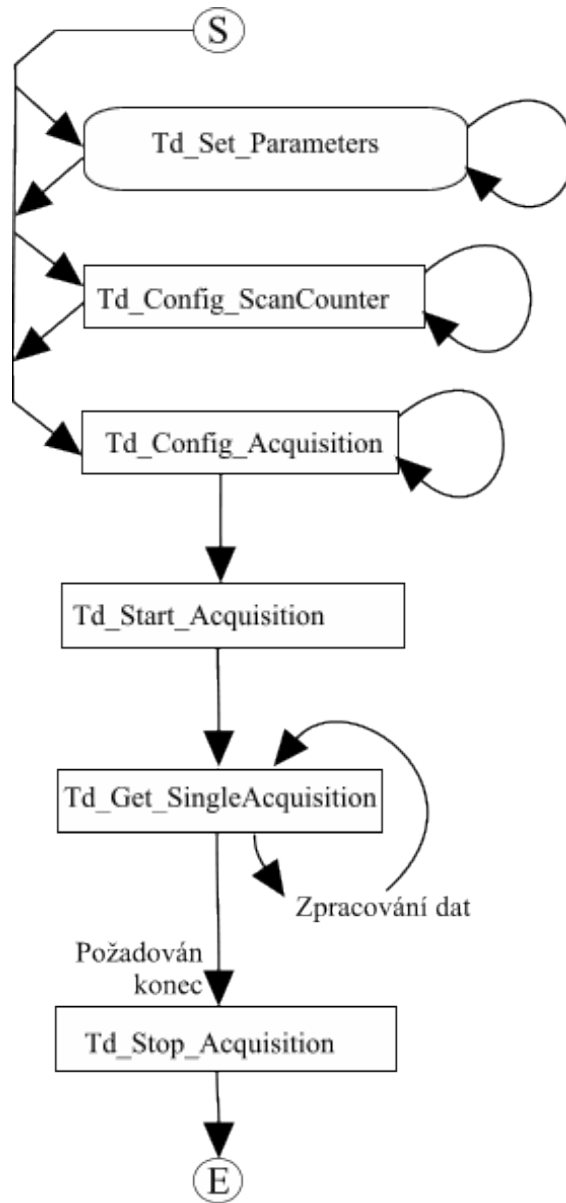 S
Td_Set_Parameters
Td_Config_ScanCounter
Td_Config_Acquisition
Td_Start_Acquisition
Td_Get_SingleAcquisition
Zpracování dat
Požadován
konec
Td_Stop_Acquisition
E